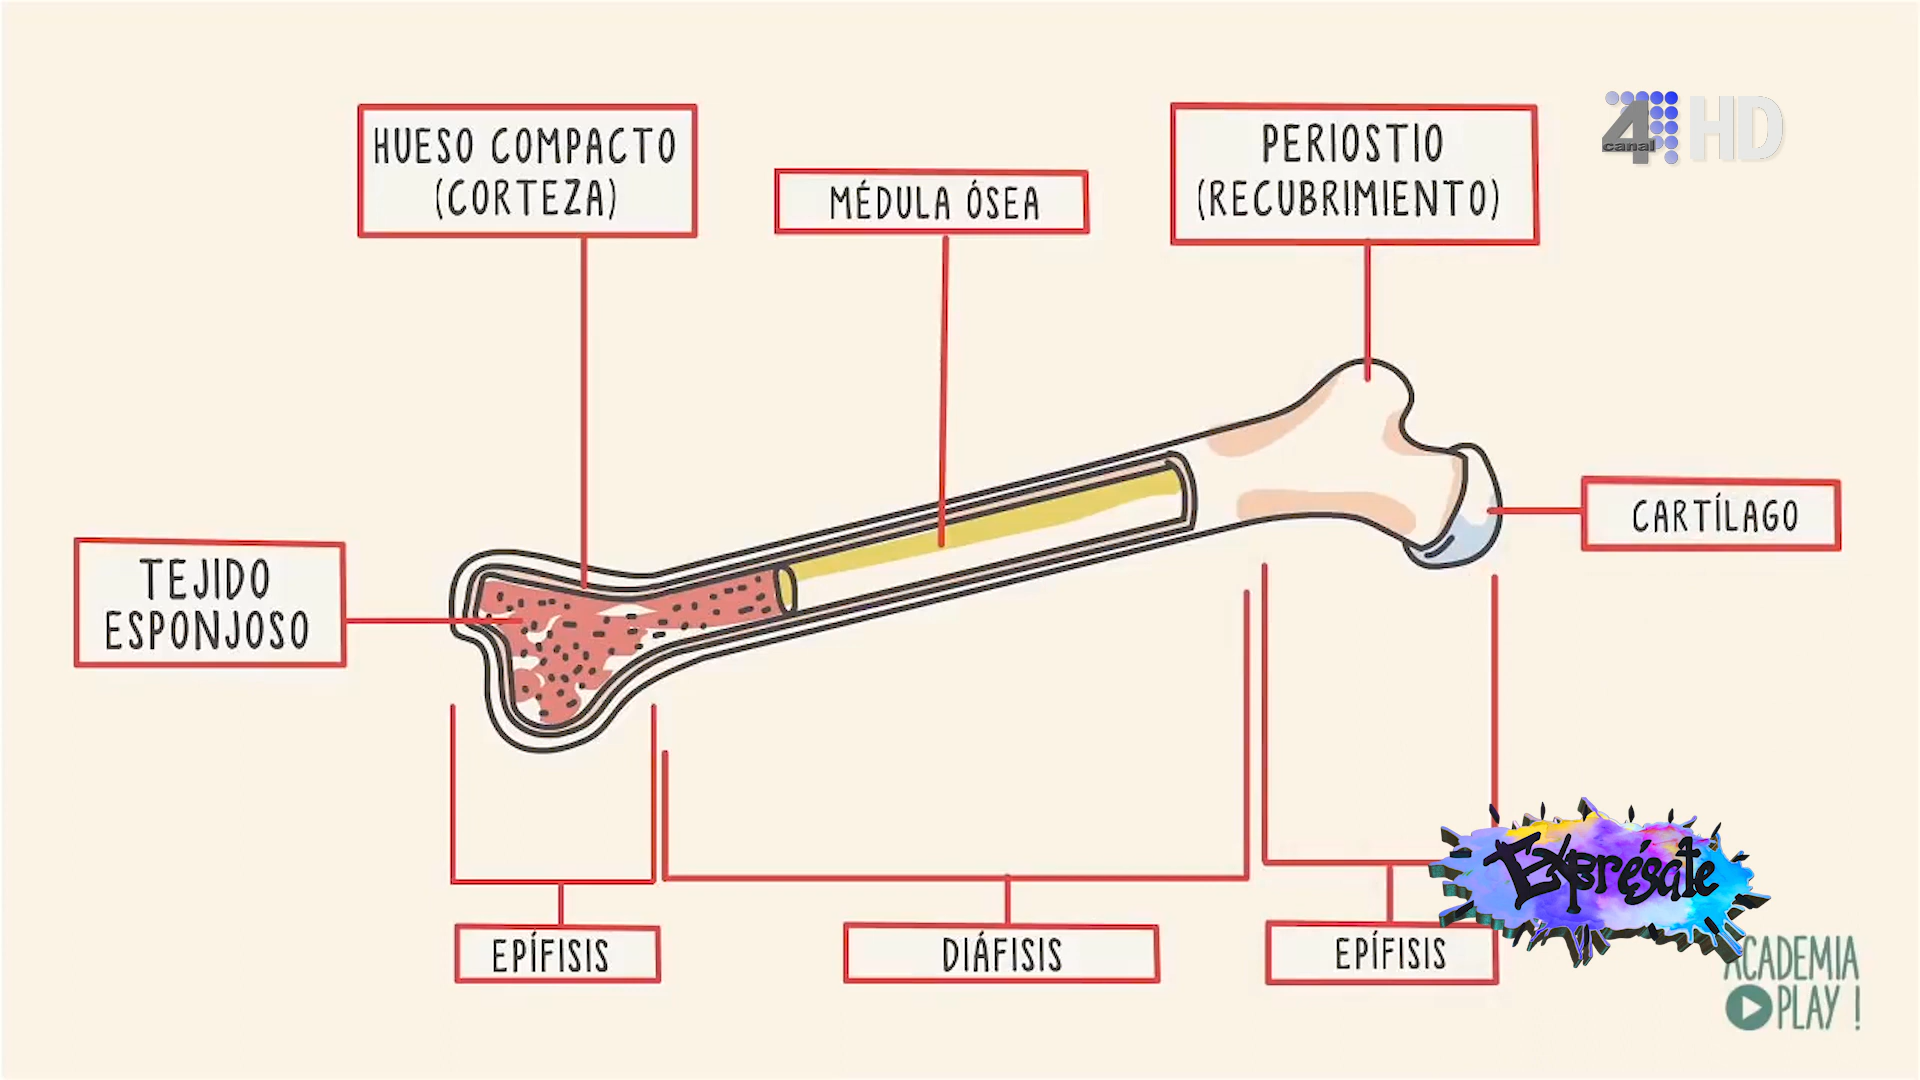 HUESO COMPACTO
(CORTEZA)
MÉDULA ÓSEA
PERIOSTIO
(RECUBRIMIENTO)
4 HD
canal
CARTÍLAGO
TEJIDO
ESPONJOSO
EPÍFISIS
DIÁFISIS
EPÍFISIS
Exprésate
ACADEMIA
PLAY !